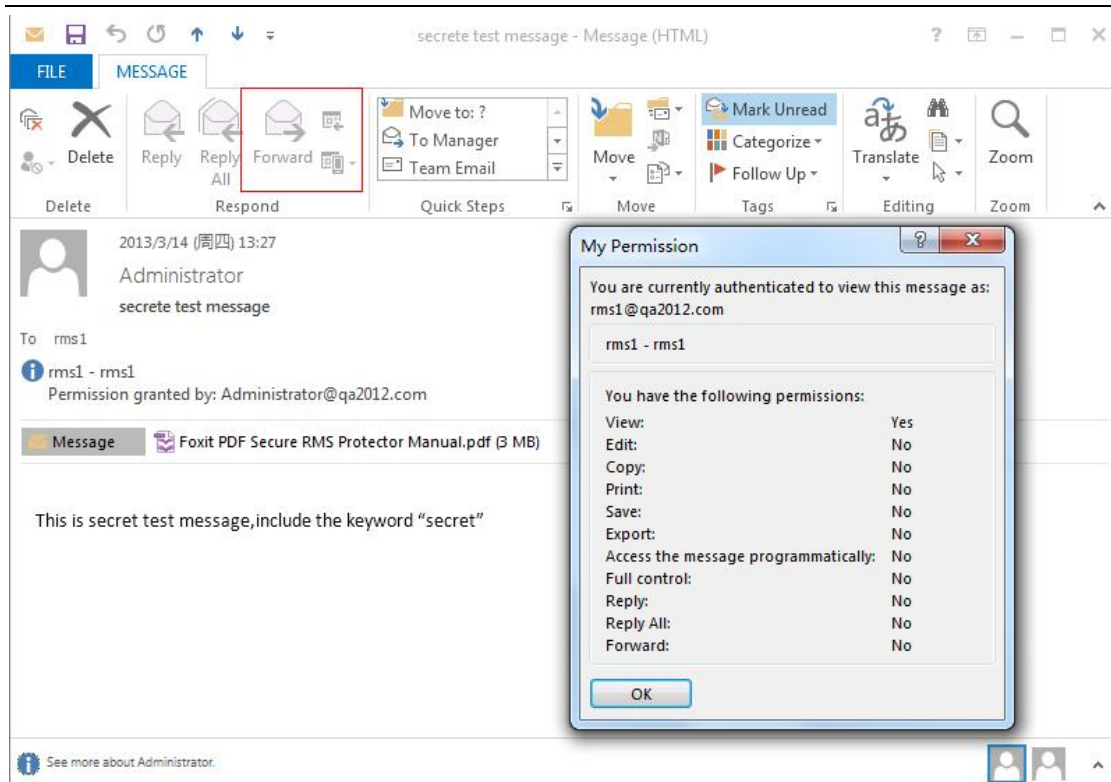 secrete test message - Message (HTML)
?
FILE
MESSAGE
Delete
Reply
Reply All
Forward
Move to: ?
To Manager
Team Email
Move
Mark Unread
Categorize
Follow Up
Translate
Zoom
Delete
Respond
Quick Steps
Move
Tags
Editing
Zoom
2013/3/14 (周四) 13:27
Administrator
secrete test message
To rms1
rms1 - rms1
Permission granted by: Administrator@qa2012.com
Message
Foxit PDF Secure RMS Protector Manual.pdf (3 MB)
This is secret test message,include the keyword “secret”
My Permission
You are currently authenticated to view this message as:
rms1@qa2012.com
rms1 - rms1
You have the following permissions:
View: Yes
Edit: No
Copy: No
Print: No
Save: No
Export: No
Access the message programmatically: No
Full control: No
Reply: No
Reply All: No
Forward: No
OK
See more about Administrator.